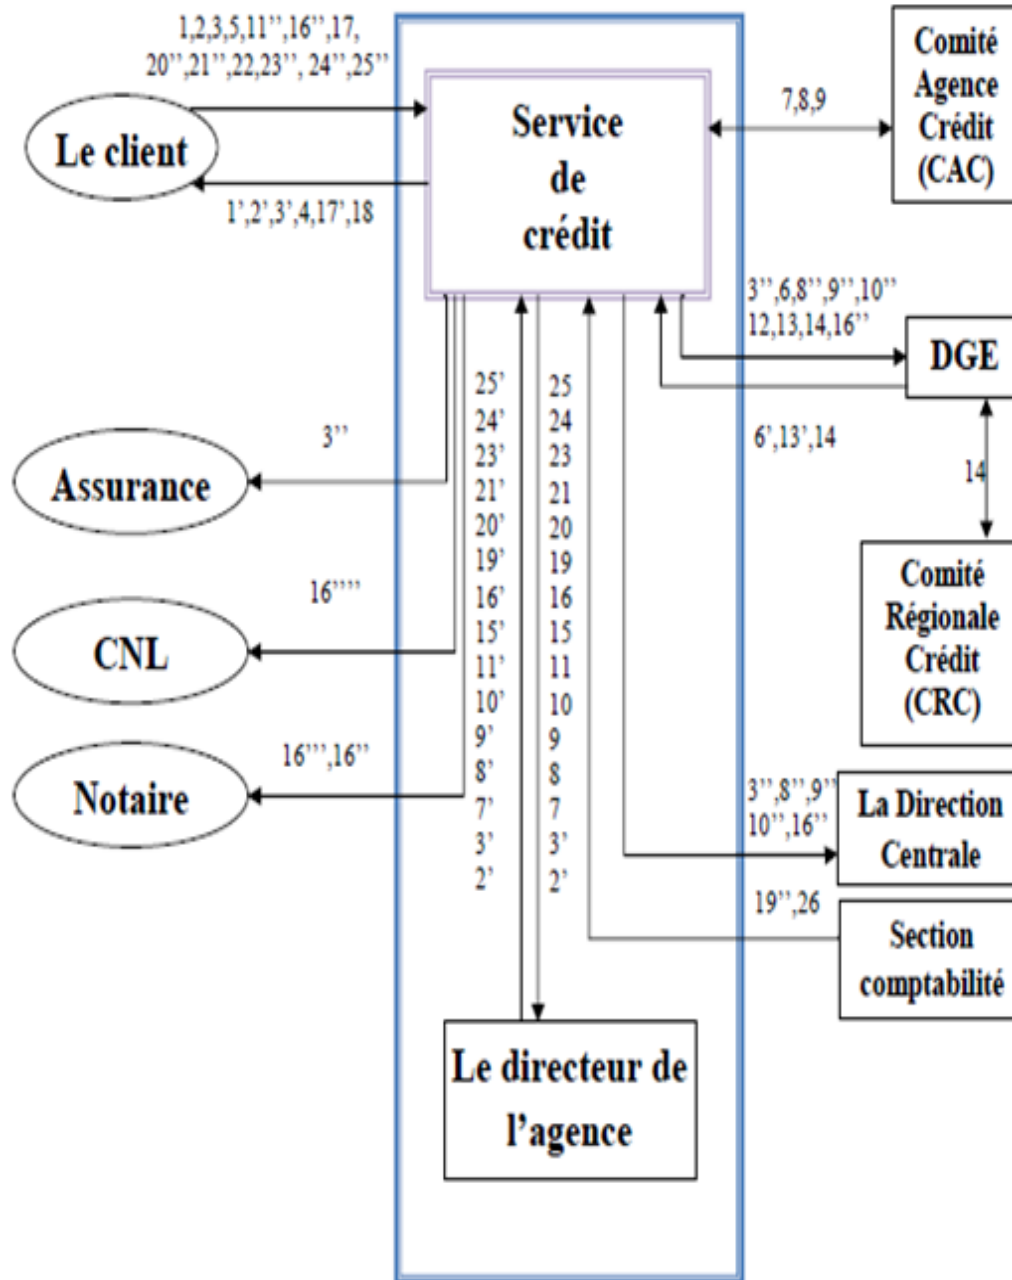 1,2,3,5,11’’,16’’,17,
20’’,21’’,22,23’’, 24’’,25’’
Le client
1’,2’,3’,4,17’,18
Service
de
crédit
7,8,9
Comité
Agence
Crédit
(CAC)
3’’,6,8’’,9’’,10’’
12,13,14,16’’
DGE
6’,13’,14
14
Comité
Régionale
Crédit
(CRC)
3’’
Assurance
16’’’’
CNL
16’’’,16’’
Notaire
25’
24’
23’
21’
20’
19’
16’
15’
11’
10’
9’
8’
7’
3’
2’
25
24
23
21
20
19
16
15
11
10
9
8
7
3’
2’
3’’,8’’,9’’
10’’,16’’
La Direction
Centrale
19’’,26
Section
comptabilité
Le directeur de
l’agence